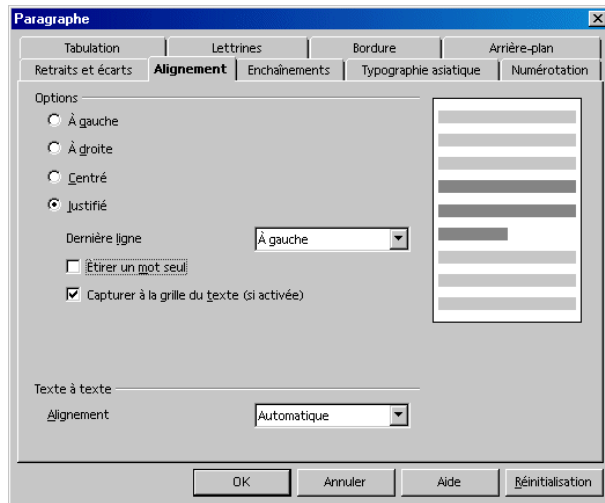 Paragraphe
Tabulation Lettrines Bordure Arrière-plan
Retraits et écarts Alignement Enchaînements Typographie asiatique Numérotation
Options
À gauche
À droite
Centré
Justifié
Dernière ligne À gauche
Étirer un mot seul
Capturer à la grille du texte (si activée)
Texte à texte
Alignement Automatique
OK Annuler Aide Réinitialisation